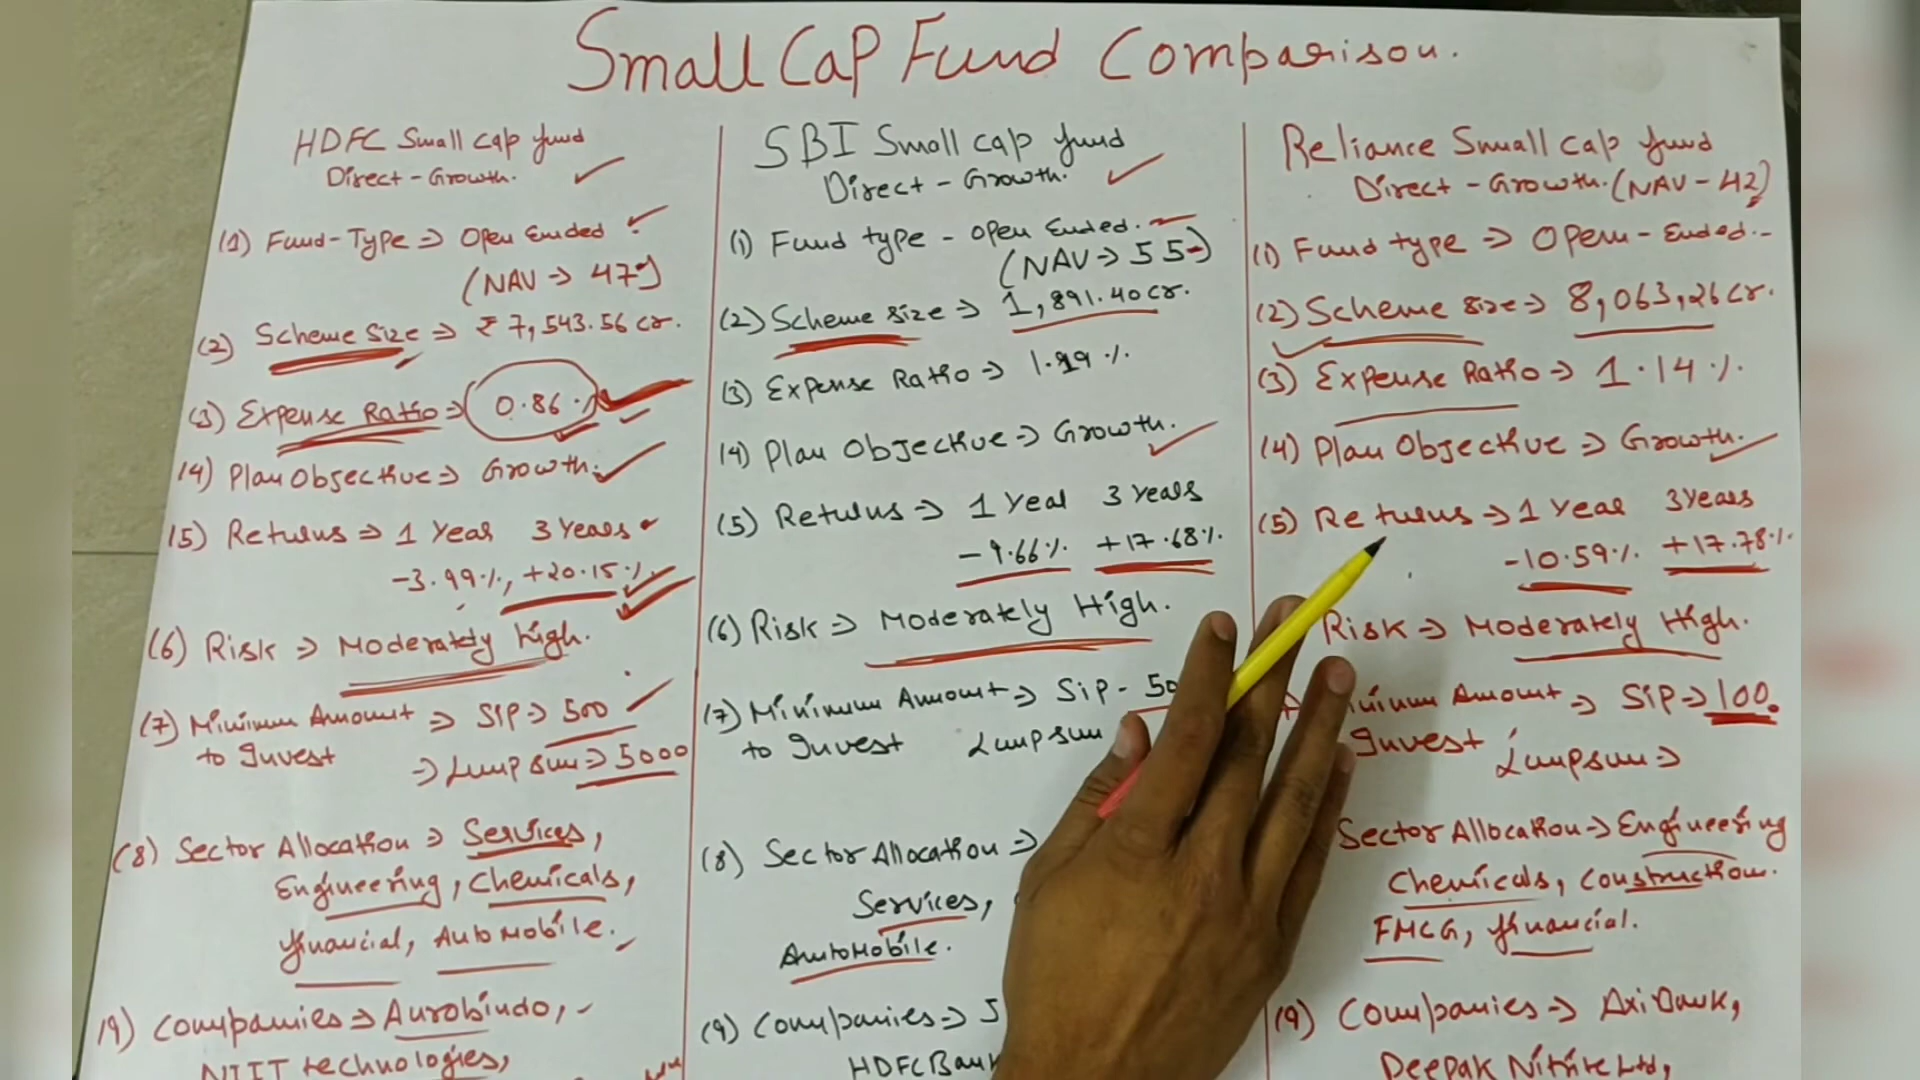 Small Cap Fund Comparison.
HDFC Small cap fund
Direct - Growth.
(1) Fund - Type ⇒ Open Ended
(NAV → 47)
(2) Scheme Size ⇒ ₹ 7,543.56 cr.
(3) Expense Ratio ⇒ 0.86 %
(4) Plan Objective ⇒ Growth.
(5) Returns ⇒ 1 Year 3 Years
-3.99%, +20.15%
(6) Risk ⇒ Moderately high.
(7) Minimum Amount ⇒ SIP ⇒ 500
to Invest ⇒ Lumpsum ⇒ 5000
(8) Sector Allocation ⇒ Services,
Engineering, Chemicals,
financial, Automobile.
(9) Companies ⇒ Aurobindo,
NIIT technologies,
SBI Small cap fund
Direct - Growth.
(1) Fund type - Open Ended.
(NAV → 55)
(2) Scheme size ⇒ 1,891.40 cr.
(3) Expense Ratio ⇒
(4) Plan Objective ⇒ Growth.
(5) Returns ⇒ 1 Year 3 Years
-9.66% +17.68%.
(6) Risk ⇒ Moderately High.
(7) Minimum Amount ⇒ Sip - 50
to Invest Lumpsum
(8) Sector Allocation ⇒
Services,
Automobile.
(9) Companies ⇒ J
HDFC Bank
Reliance Small cap fund
Direct - Growth. (NAV - 42)
(1) Fund type ⇒ Open - Ended.-
(2) Scheme size ⇒ 8,063,26 cr.
(3) Expense Ratio ⇒ 1.14 %.
(4) Plan Objective ⇒ Growth.
(5) Returns ⇒ 1 Year 3 Years
-10.59% +17.78%.
Risk ⇒ Moderately High.
inimum Amount ⇒ SIP ⇒ 100.
Invest Lumpsum ⇒
Sector Allocation ⇒ Engineering
Chemicals, construction.
FMCG, financial.
(9) Companies ⇒ Axi Bank,
Deepak Nitrite Ltd,